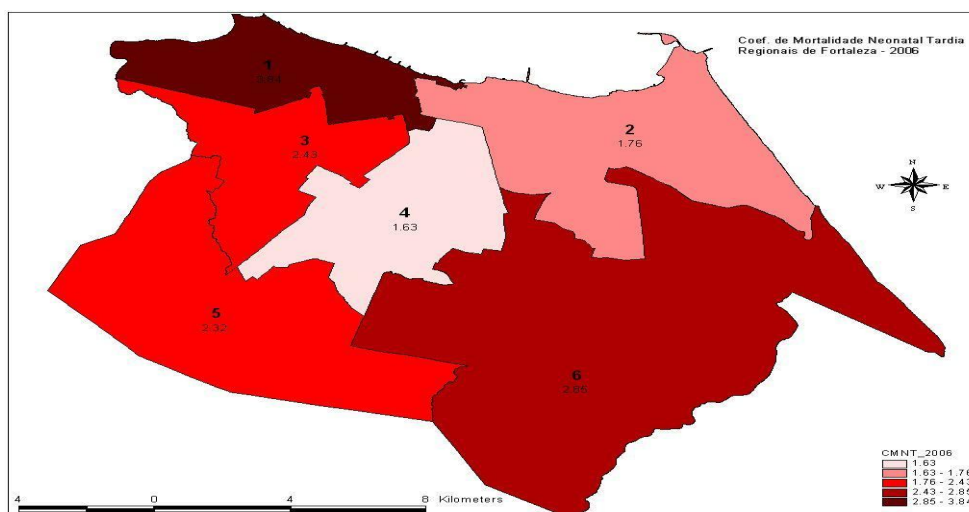 Coef. de Mortalidade Neonatal Tardia
Regionais de Fortaleza - 2006
1
2
1.76
3
2.43
4
1.63
5
2.32
6
N
W
E
S
CMNT_2006
1.63
1.63 - 1.76
1.76 - 2.43
2.43 - 2.85
2.85 - 3.84
4
0
4
8
Kilometers